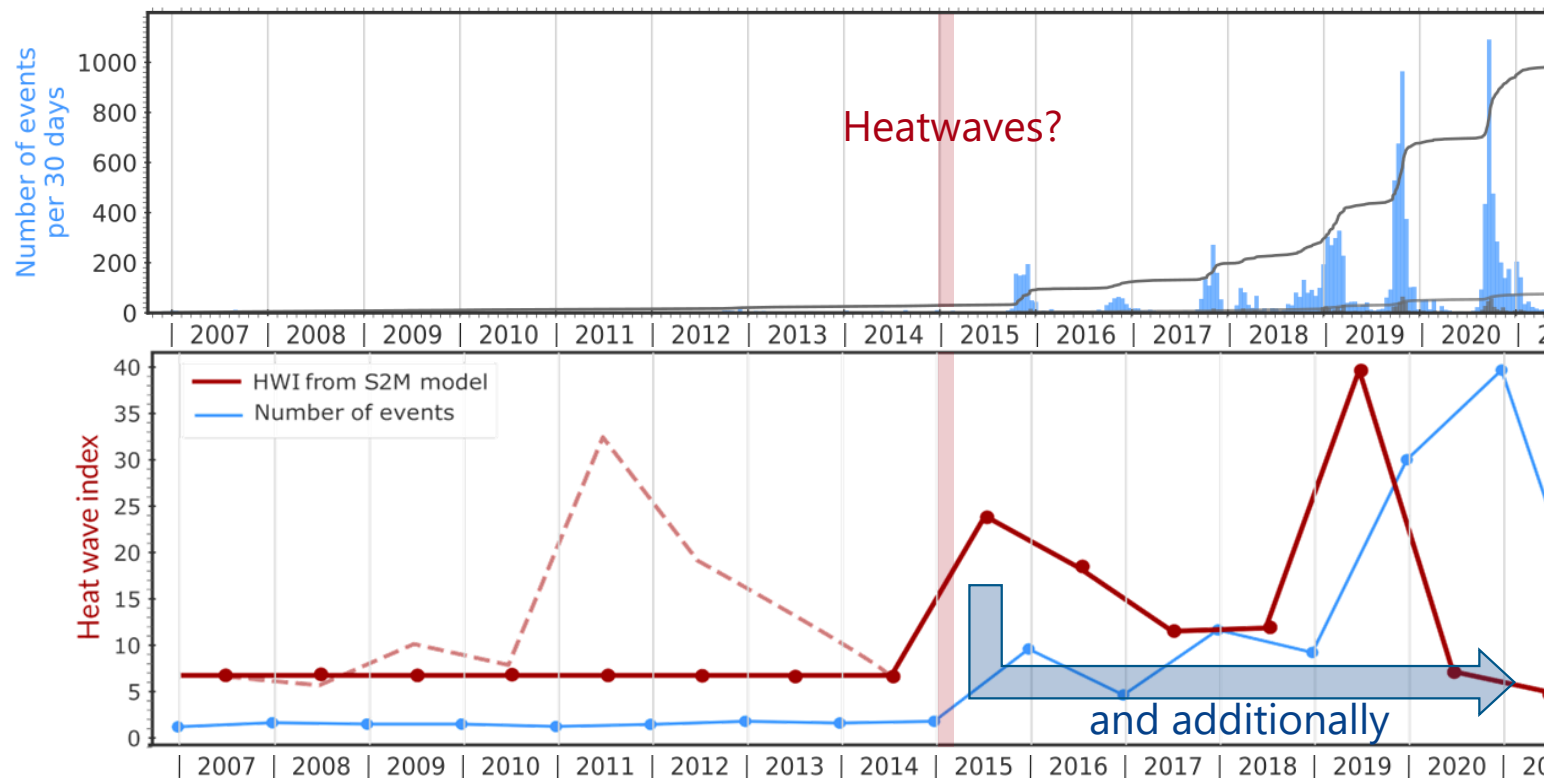 Number of events
per 30 days
1000
800
600
400
200
0
Heatwaves?
2007 2008 2009 2010 2011 2012 2013 2014 2015 2016 2017 2018 2019 2020 2
Heat wave index
40
35
30
25
20
15
10
5
0
HWI from S2M model
Number of events
and additionally
2007 2008 2009 2010 2011 2012 2013 2014 2015 2016 2017 2018 2019 2020 20